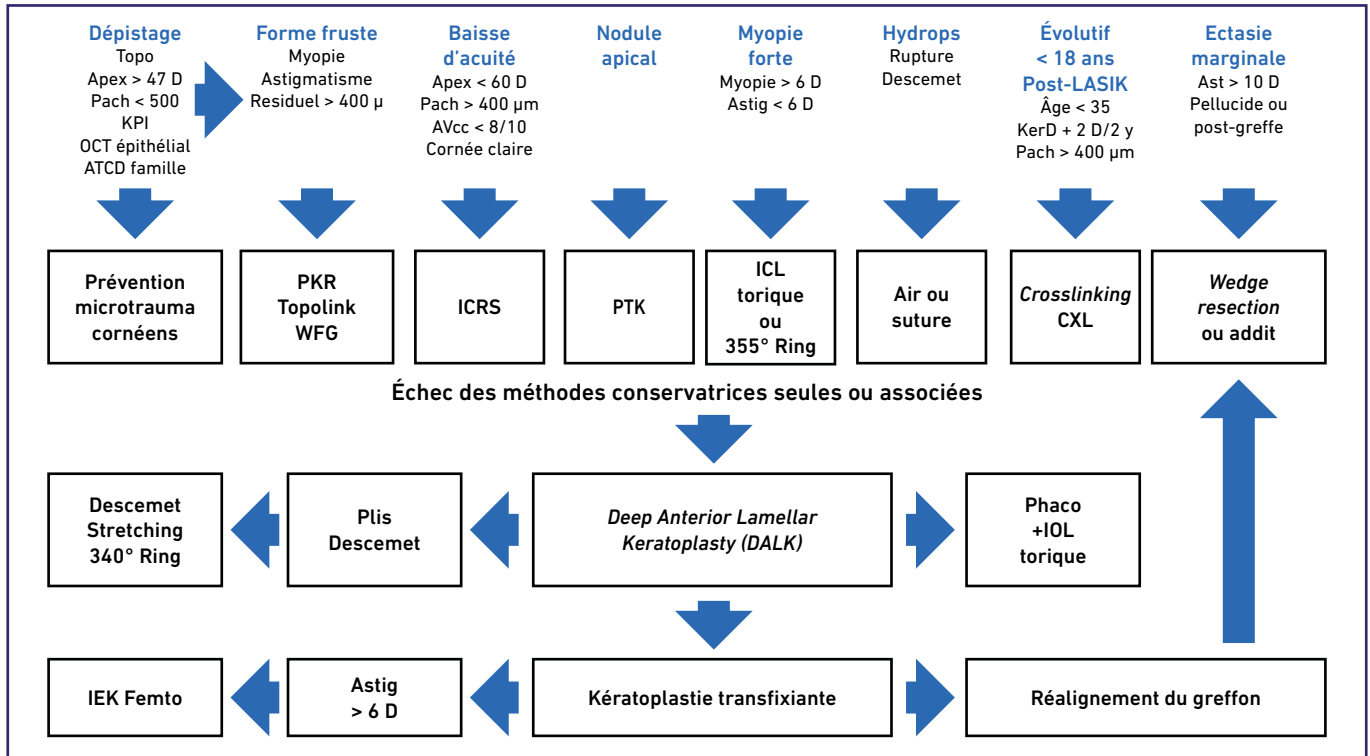 Dépistage
Topo
Apex > 47 D
Pach < 500
KPI
OCT épithélial
ATCD famille
Forme fruste
Myopie
Astigmatisme
Residuel > 400 µ
Baisse
d'acuité
Apex < 60 D
Pach > 400 µm
AVcc < 8/10
Cornée claire
Nodule
apical
Myopie
forte
Myopie > 6 D
Astig < 6 D
Hydrops
Rupture
Descemet
Évolutif
< 18 ans
Post-LASIK
Âge < 35
KerD + 2 D/2 y
Pach > 400 µm
Ectasie
marginale
Ast > 10 D
Pellucide ou
post-greffe
Prévention
microtrauma
cornéens
PKR
Topolink
WFG
ICRS
PTK
ICL
torique
ou
355° Ring
Air ou
suture
Crosslinking
CXL
Wedge
resection
ou addit
Échec des méthodes conservatrices seules ou associées
Descemet
Stretching
340° Ring
Plis
Descemet
Deep Anterior Lamellar
Keratoplasty (DALK)
Phaco
+IOL
torique
IEK Femto
Astig
> 6 D
Kératoplastie transfixiante
Réalignement du greffon